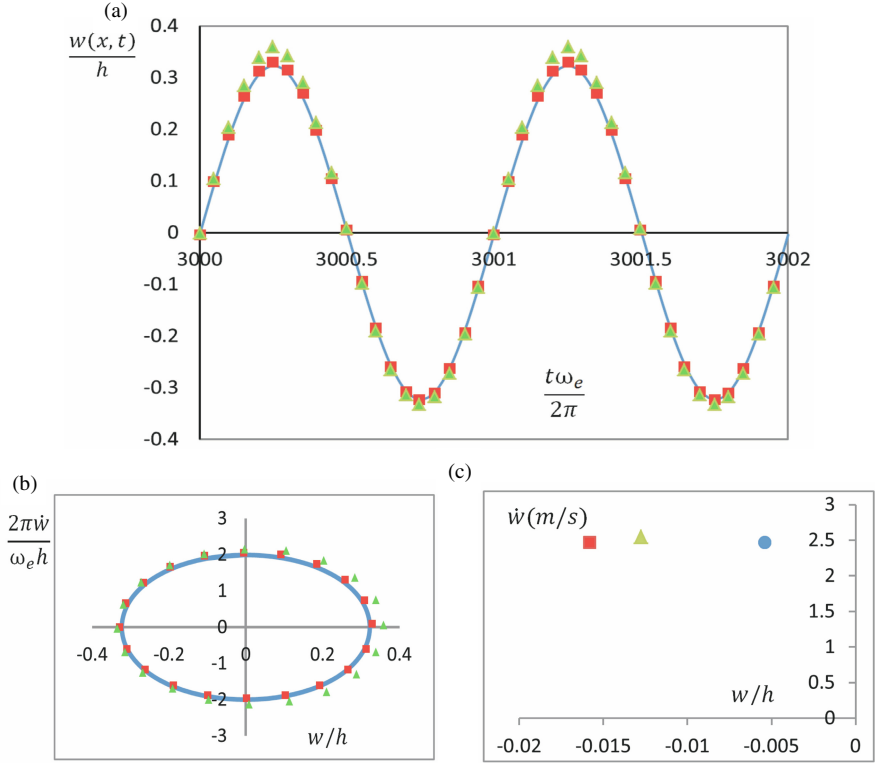 (a)
w(x, t)
h
0.4
0.3
0.2
0.1
0
-0.1
-0.2
-0.3
-0.4
3000 3000.5 3001 3001.5 3002
tω_e
2π
(b)
2πẇ
ω_e h
3
2
1
0
-1
-2
-3
-0.4 -0.2 0 0.2 0.4
w/h
(c)
ẇ(m/s)
3
2.5
2
1.5
1
0.5
0
w/h
-0.02 -0.015 -0.01 -0.005 0